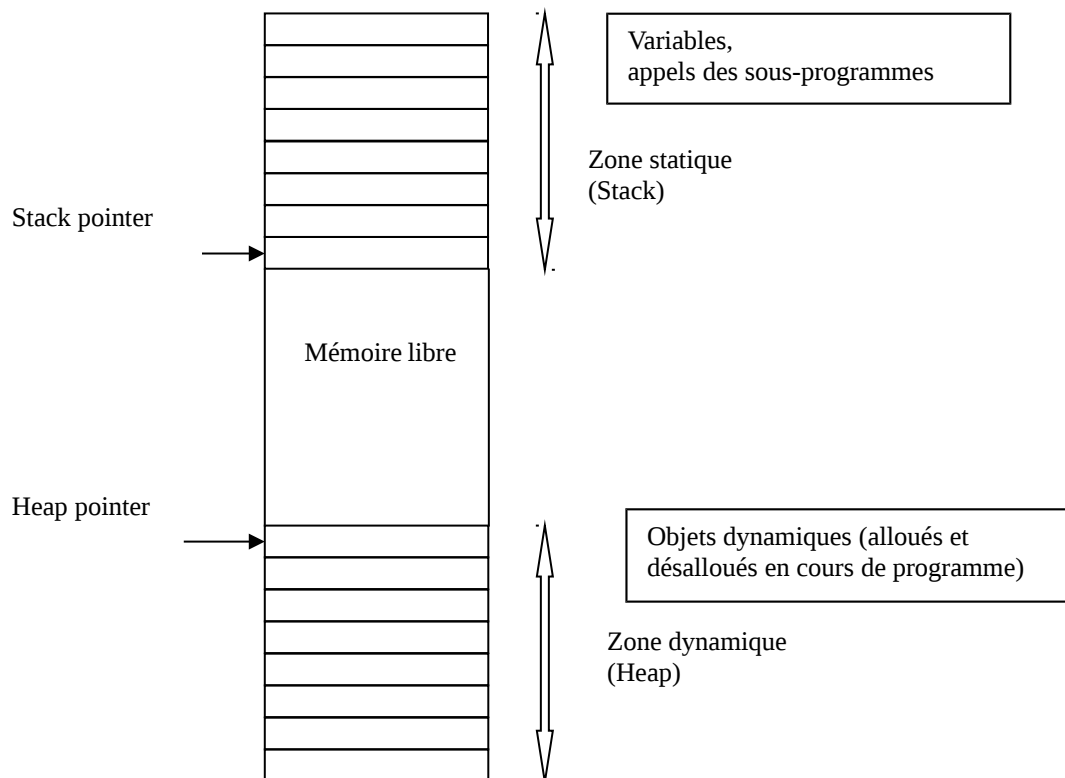 Variables,
appels des sous-programmes
Zone statique
(Stack)
Stack pointer
Mémoire libre
Heap pointer
Objets dynamiques (alloués et
désalloués en cours de programme)
Zone dynamique
(Heap)